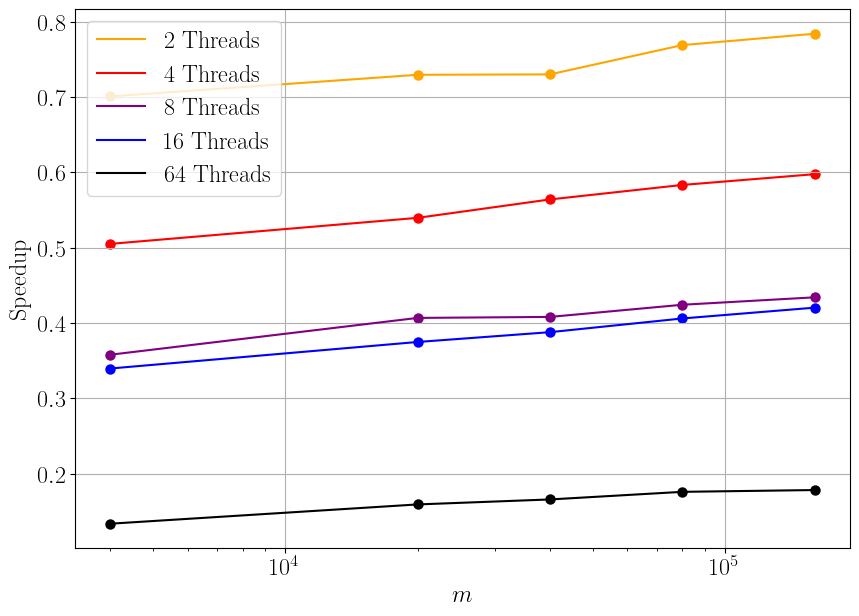 0.8
0.7
0.6
0.5
0.4
0.3
0.2
Speedup
2 Threads
4 Threads
8 Threads
16 Threads
64 Threads
10⁴
10⁵
m